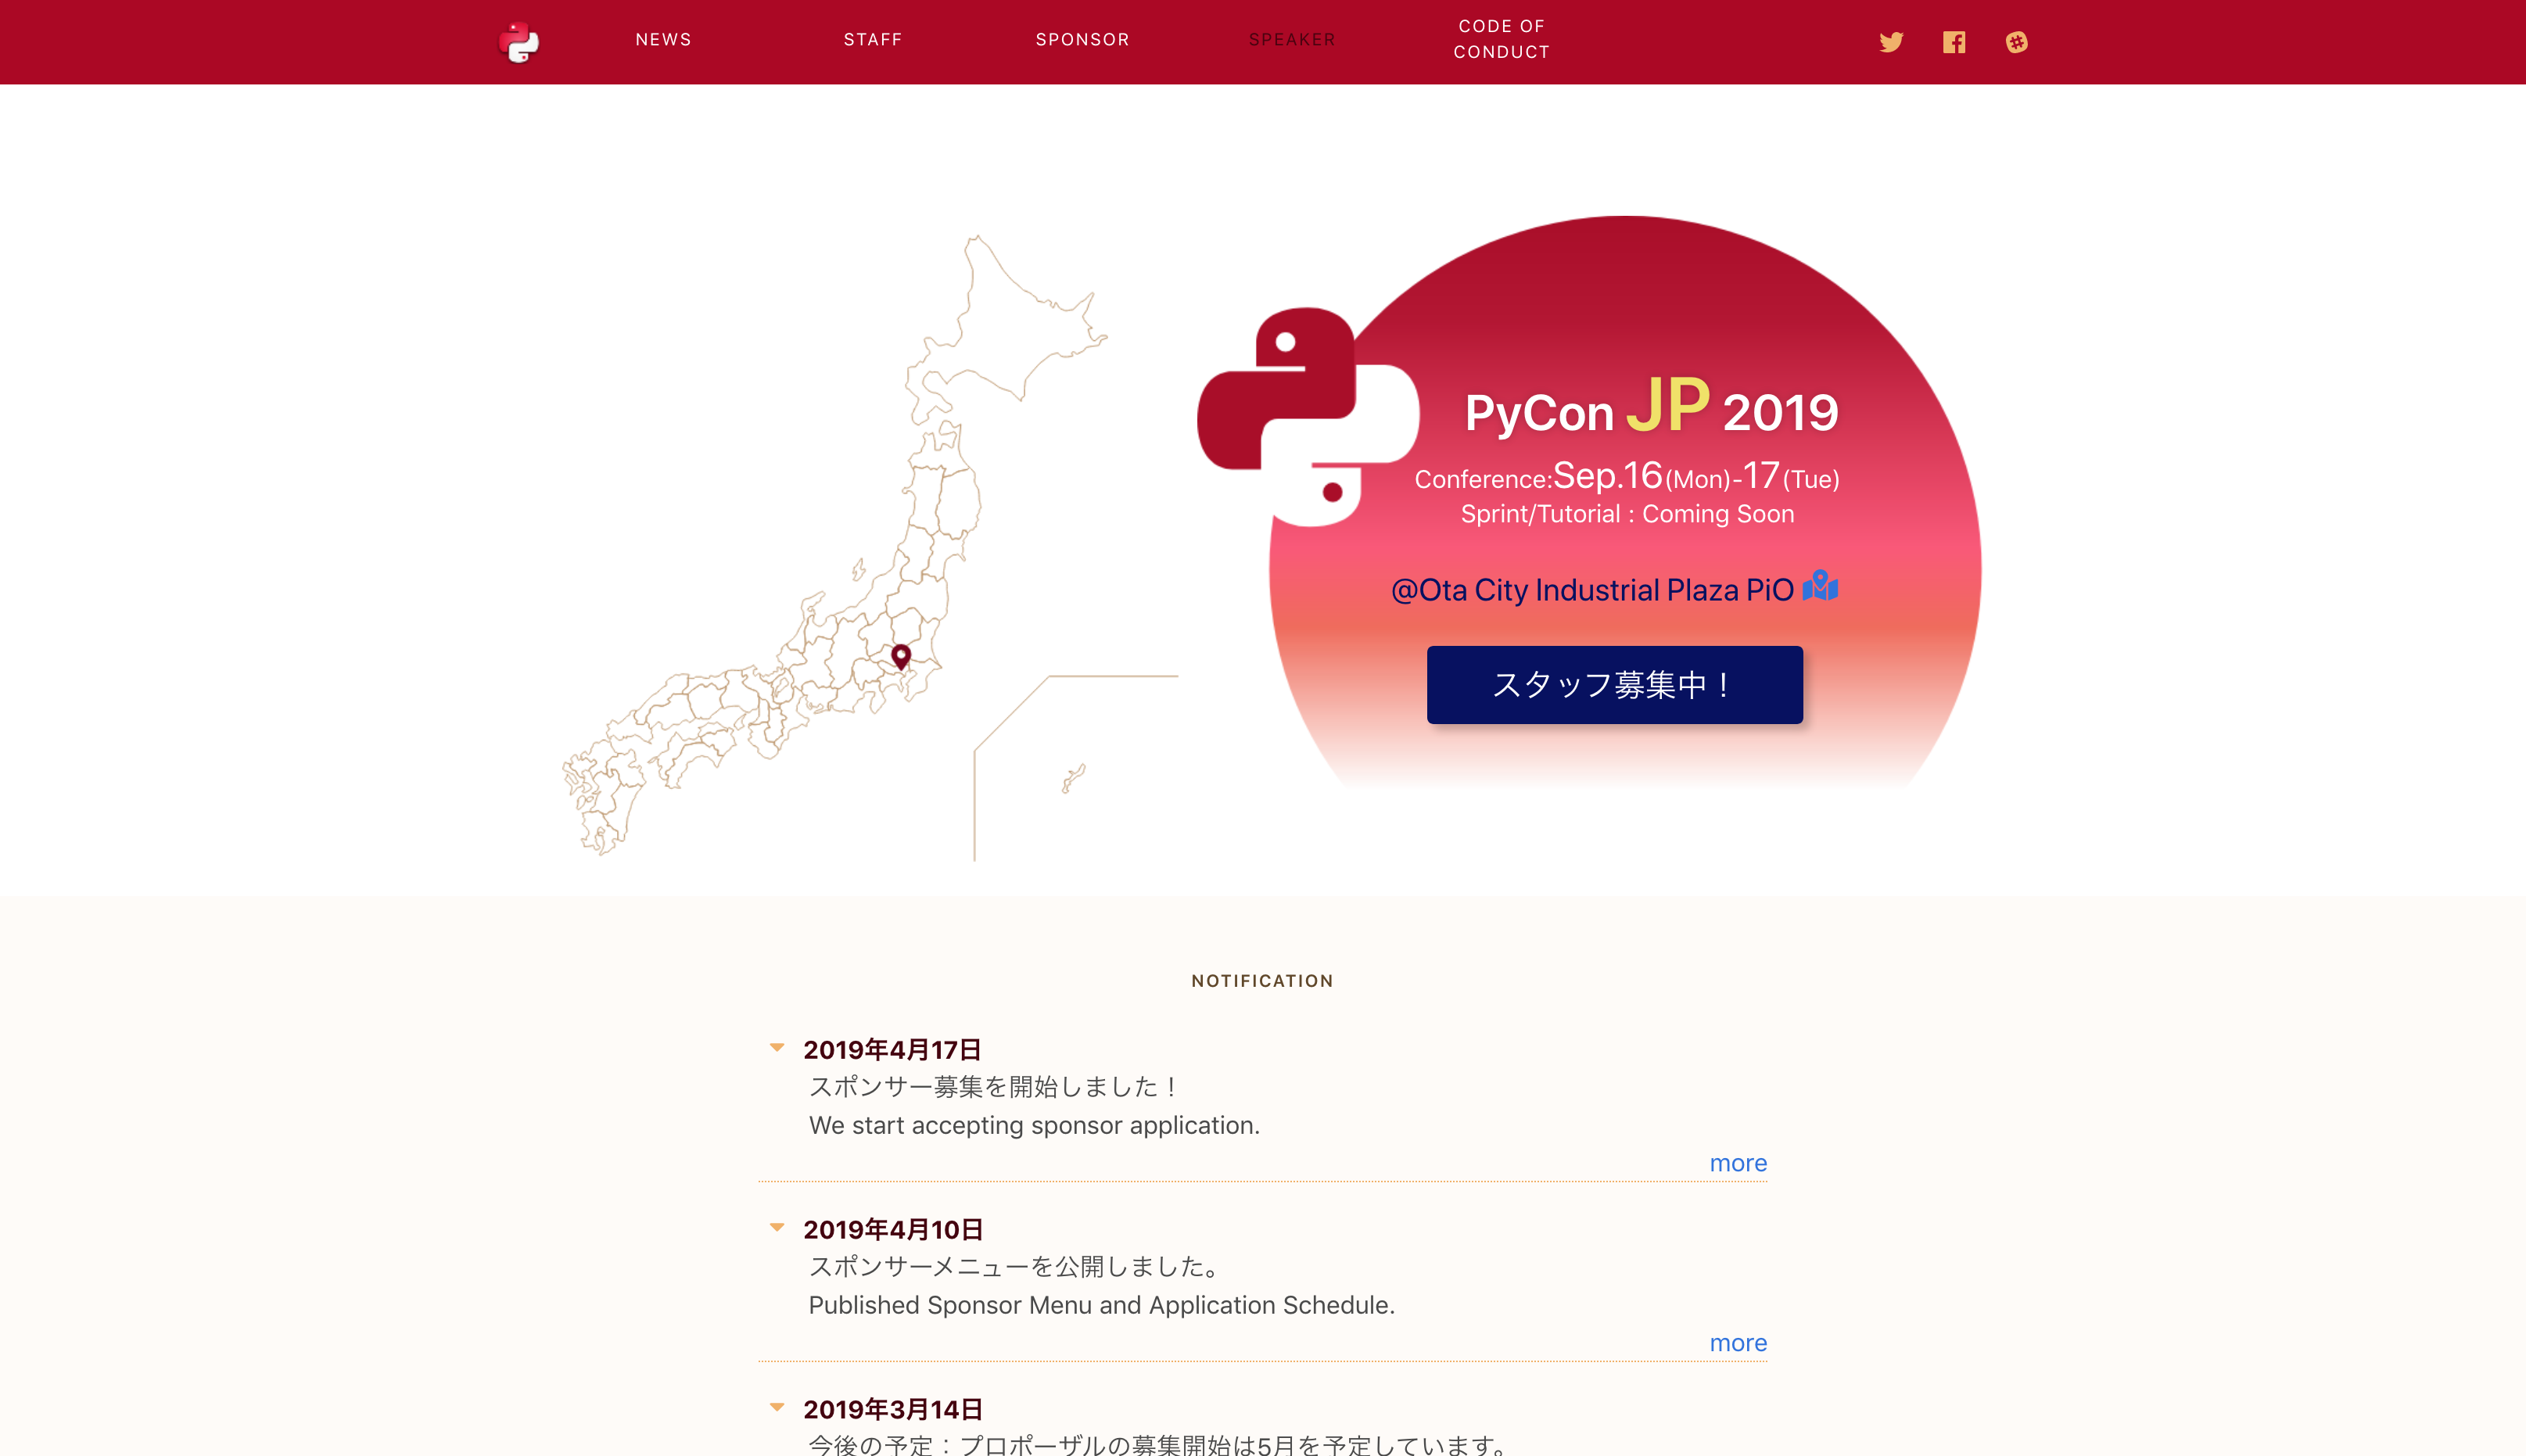 NEWS
STAFF
SPONSOR
SPEAKER
CODE OF
CONDUCT
PyCon JP 2019
Conference:Sep.16(Mon)-17(Tue)
Sprint/Tutorial : Coming Soon
@Ota City Industrial Plaza PiO
スタッフ募集中！
NOTIFICATION
2019年4月17日
スポンサー募集を開始しました！
We start accepting sponsor application.
more
2019年4月10日
スポンサーメニューを公開しました。
Published Sponsor Menu and Application Schedule.
more
2019年3月14日
今後の予定：プロポーザルの募集開始は5月を予定しています。